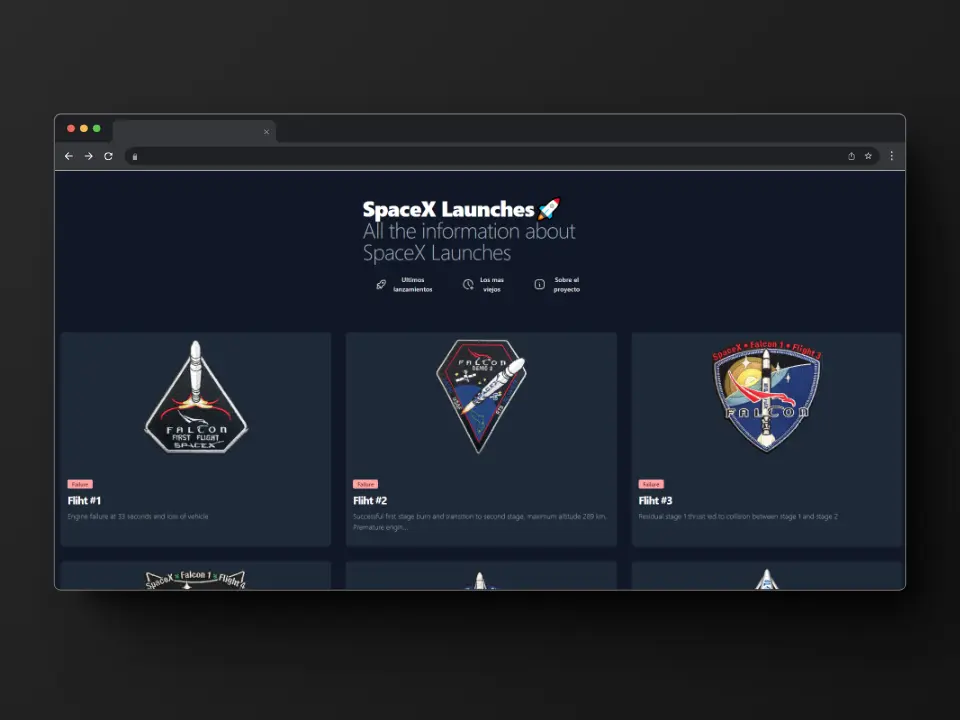 SpaceX Launches🚀
All the information about
SpaceX Launches
Ultimos
lanzamientos
Los mas
viejos
Sobre el
proyecto
FALCON
FIRST FLIGHT
SPACEX
FALCON
DEMO 2
SpaceX • Falcon 1 • Flight 3
FALCON
Failure
Fliht #1
Engine failure at 33 seconds and loss of vehicle
Failure
Fliht #2
Successful first stage burn and transition to second stage, maximum altitude 289 km,
Premature engin...
Failure
Fliht #3
Residual stage 1 thrust led to collision between stage 1 and stage 2
SpaceX • Falcon 1 • Flight 4